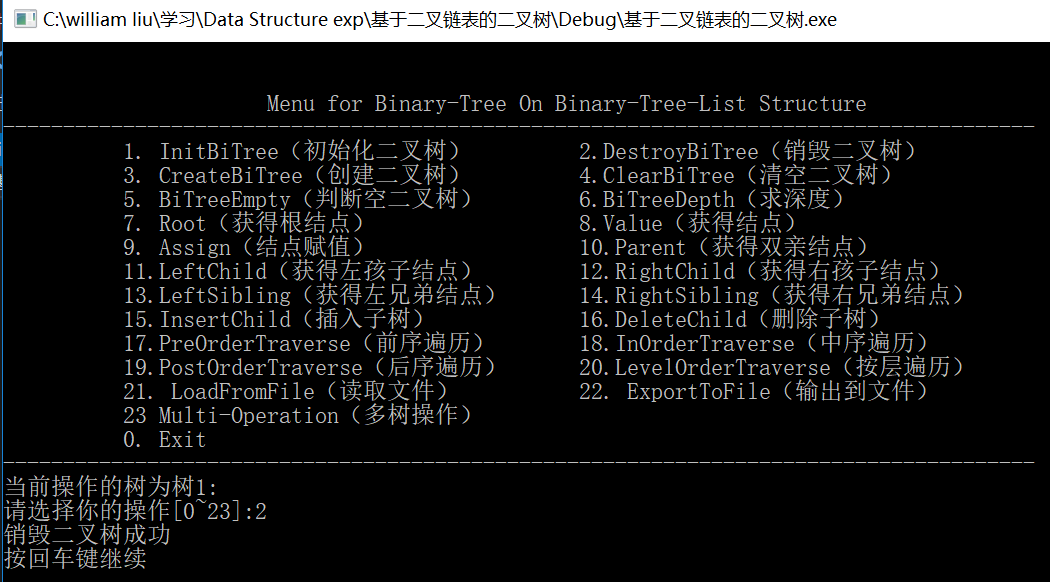 C:\william liu\学习\Data Structure exp\基于二叉链表的二叉树\Debug\基于二叉链表的二叉树.exe
Menu for Binary-Tree On Binary-Tree-List Structure
--------------------------------------------------------------------------------------
1. InitBiTree（初始化二叉树） 2.DestroyBiTree（销毁二叉树）
3. CreateBiTree（创建二叉树） 4.ClearBiTree（清空二叉树）
5. BiTreeEmpty（判断空二叉树） 6.BiTreeDepth（求深度）
7. Root（获得根结点） 8.Value（获得结点）
9. Assign（结点赋值） 10.Parent（获得双亲结点）
11.LeftChild（获得左孩子结点） 12.RightChild（获得右孩子结点）
13.LeftSibling（获得左兄弟结点） 14.RightSibling（获得右兄弟结点）
15.InsertChild（插入子树） 16.DeleteChild（删除子树）
17.PreOrderTraverse（前序遍历） 18.InOrderTraverse（中序遍历）
19.PostOrderTraverse（后序遍历） 20.LevelOrderTraverse（按层遍历）
21. LoadFromFile（读取文件） 22. ExportToFile（输出到文件）
23 Multi-Operation（多树操作）
0. Exit
--------------------------------------------------------------------------------------
当前操作的树为树1:
请选择你的操作[0~23]:2
销毁二叉树成功
按回车键继续